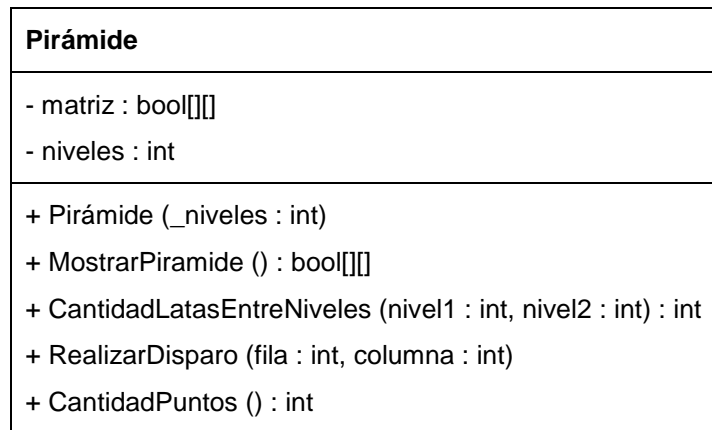 Pirámide
- matriz : bool[][]
- niveles : int
+ Pirámide (_niveles : int)
+ MostrarPiramide () : bool[][]
+ CantidadLatasEntreNiveles (nivel1 : int, nivel2 : int) : int
+ RealizarDisparo (fila : int, columna : int)
+ CantidadPuntos () : int